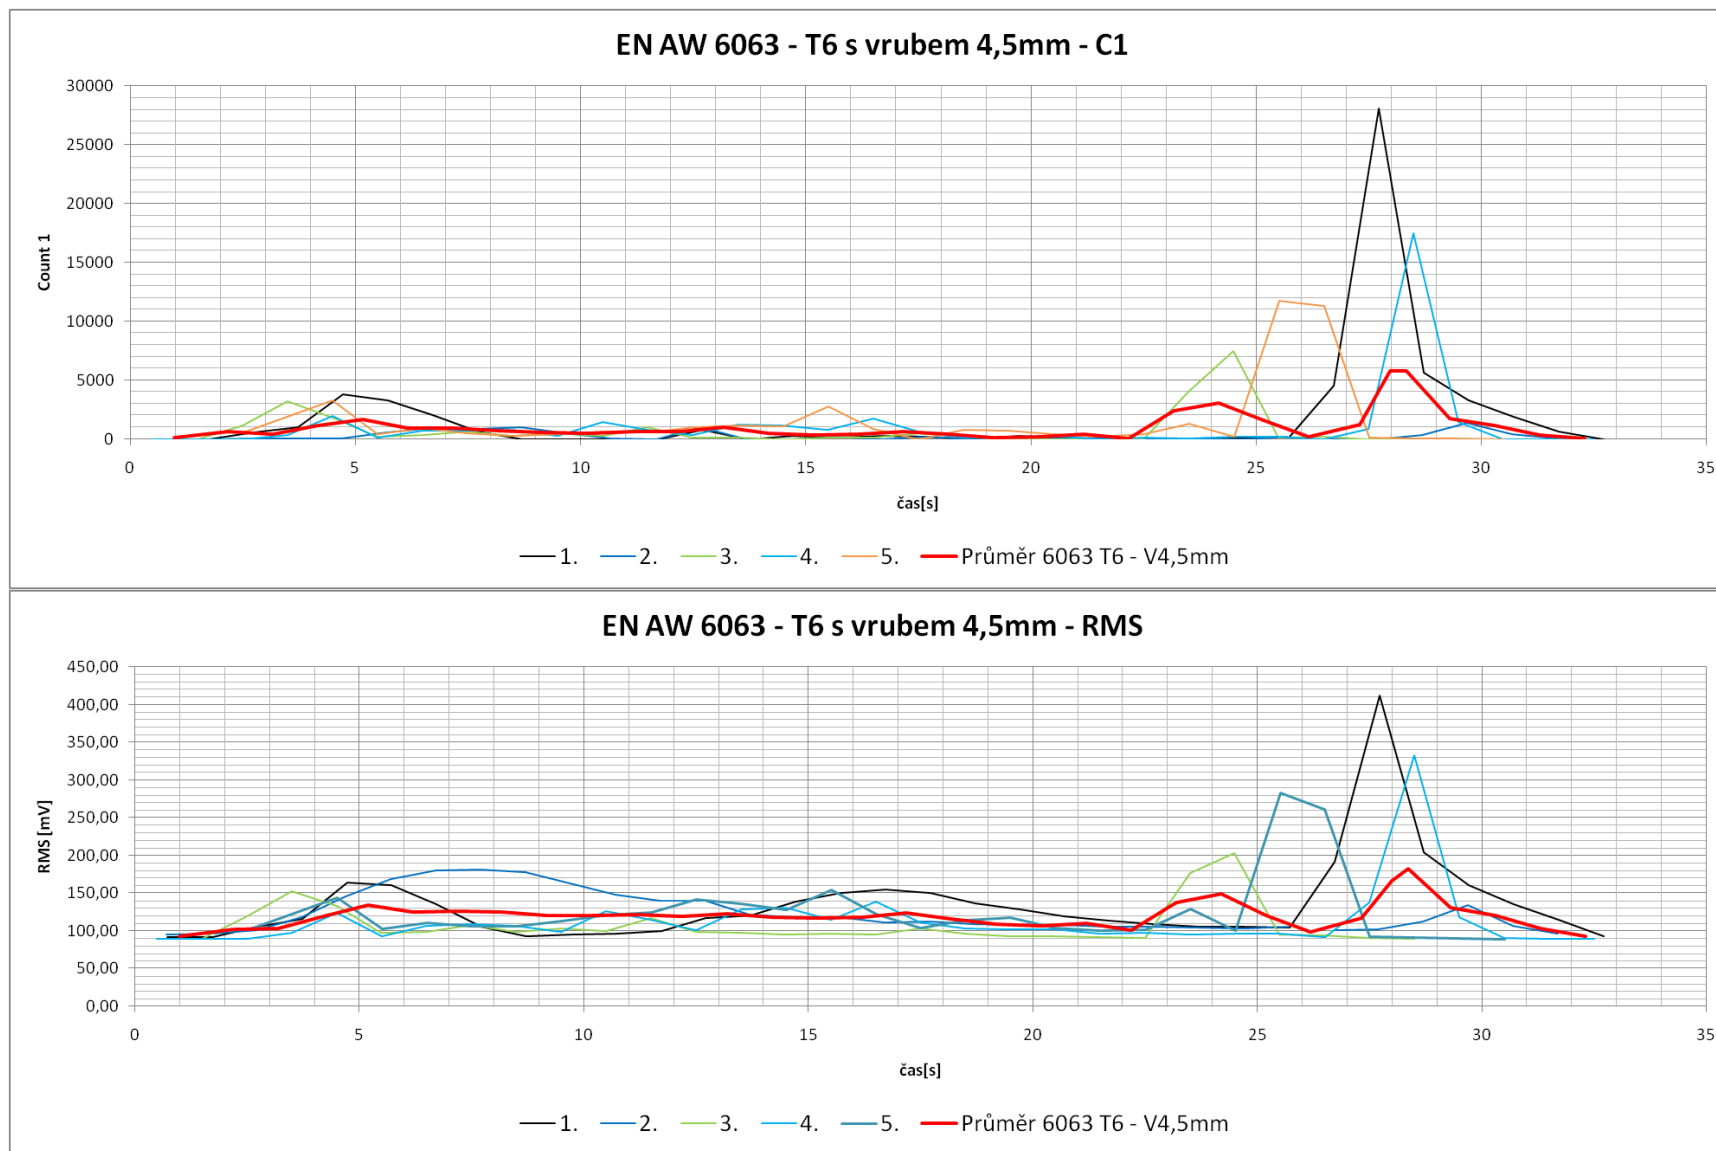 EN AW 6063 - T6 s vrubem 4,5mm - C1
30000
25000
20000
15000
10000
5000
0
Count 1
0 5 10 15 20 25 30 35
čas[s]
1. 2. 3. 4. 5. Průměr 6063 T6 - V4,5mm
EN AW 6063 - T6 s vrubem 4,5mm - RMS
450,00
400,00
350,00
300,00
250,00
200,00
150,00
100,00
50,00
0,00
RMS [mV]
0 5 10 15 20 25 30 35
čas[s]
1. 2. 3. 4. 5. Průměr 6063 T6 - V4,5mm